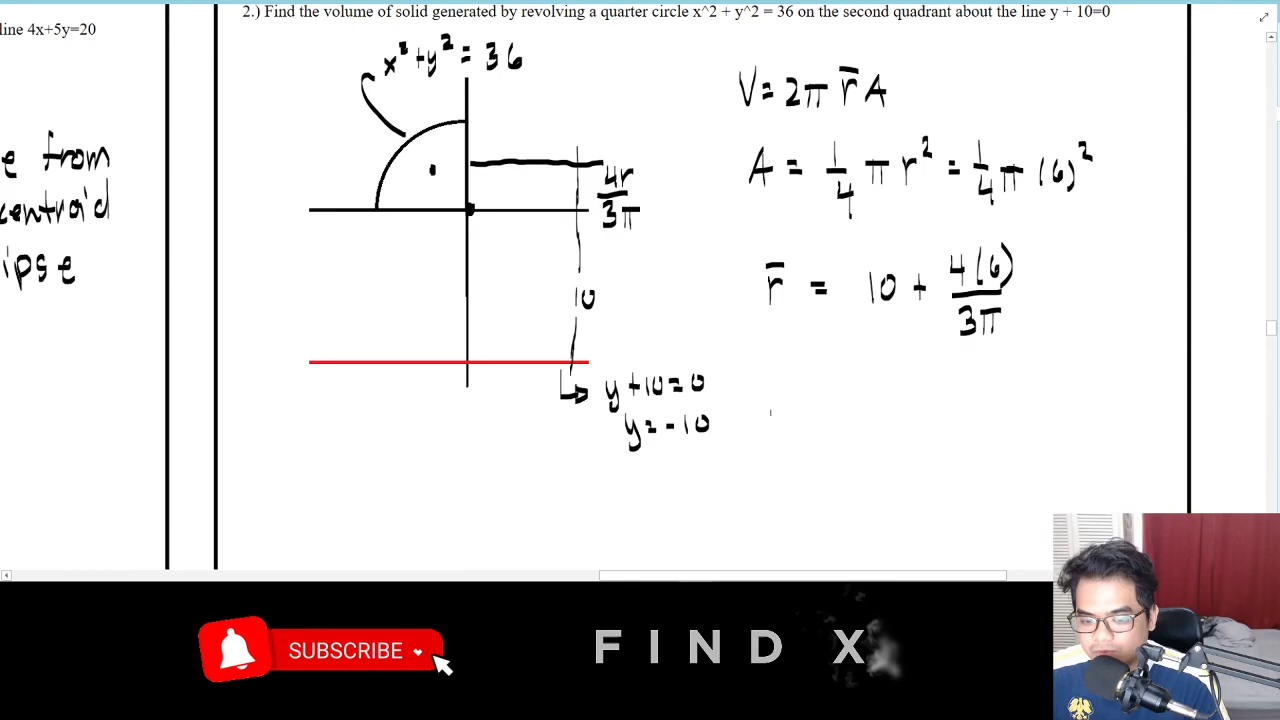 line 4x+5y=20
e from
centroid
ipse
2.) Find the volume of solid generated by revolving a quarter circle x^2 + y^2 = 36 on the second quadrant about the line y + 10=0
x² + y² = 36
4r
3π
10
y + 10 = 0
y = -10
V = 2π r̄ A
A = 1/4 π r² = 1/4 π (6)²
r̄ = 10 + 4(6)/3π
SUBSCRIBE
FIND X